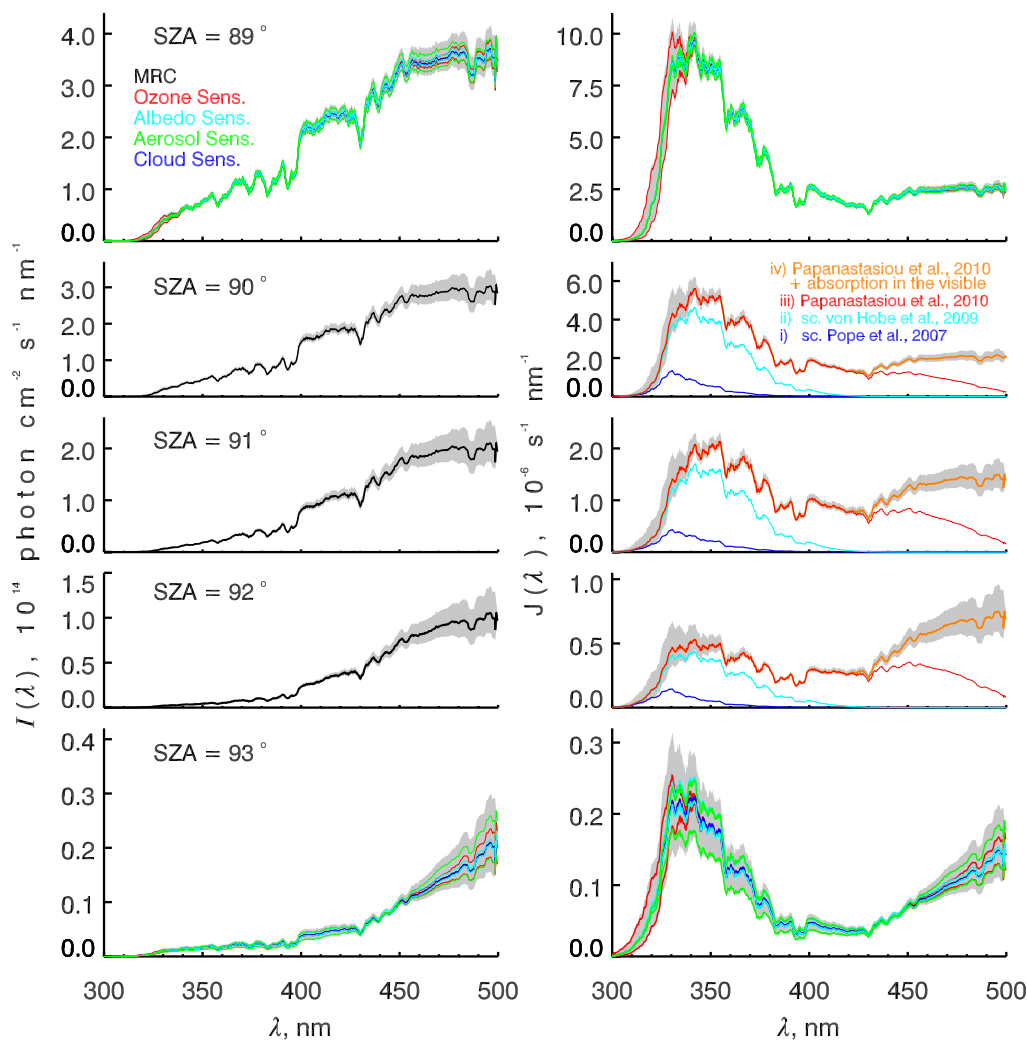 SZA = 89 °
MRC
Ozone Sens.
Albedo Sens.
Aerosol Sens.
Cloud Sens.
4.0
3.0
2.0
1.0
0.0
10.0
7.5
5.0
2.5
0.0
SZA = 90 °
3.0
2.0
1.0
0.0
iv) Papanastasiou et al., 2010
+ absorption in the visible
iii) Papanastasiou et al., 2010
ii) sc. von Hobe et al., 2009
i) sc. Pope et al., 2007
6.0
4.0
2.0
0.0
SZA = 91 °
2.0
1.0
0.0
2.0
1.0
0.0
SZA = 92 °
1.5
1.0
0.5
0.0
1.0
0.5
0.0
SZA = 93 °
0.4
0.3
0.2
0.1
0.0
0.3
0.2
0.1
0.0
300 400 450 500
300 350 400 450 500
λ, nm
λ, nm
I (λ), 10¹⁴ photon cm⁻² s⁻¹ nm⁻¹
J (λ), 10⁻⁶ s⁻¹ nm⁻¹